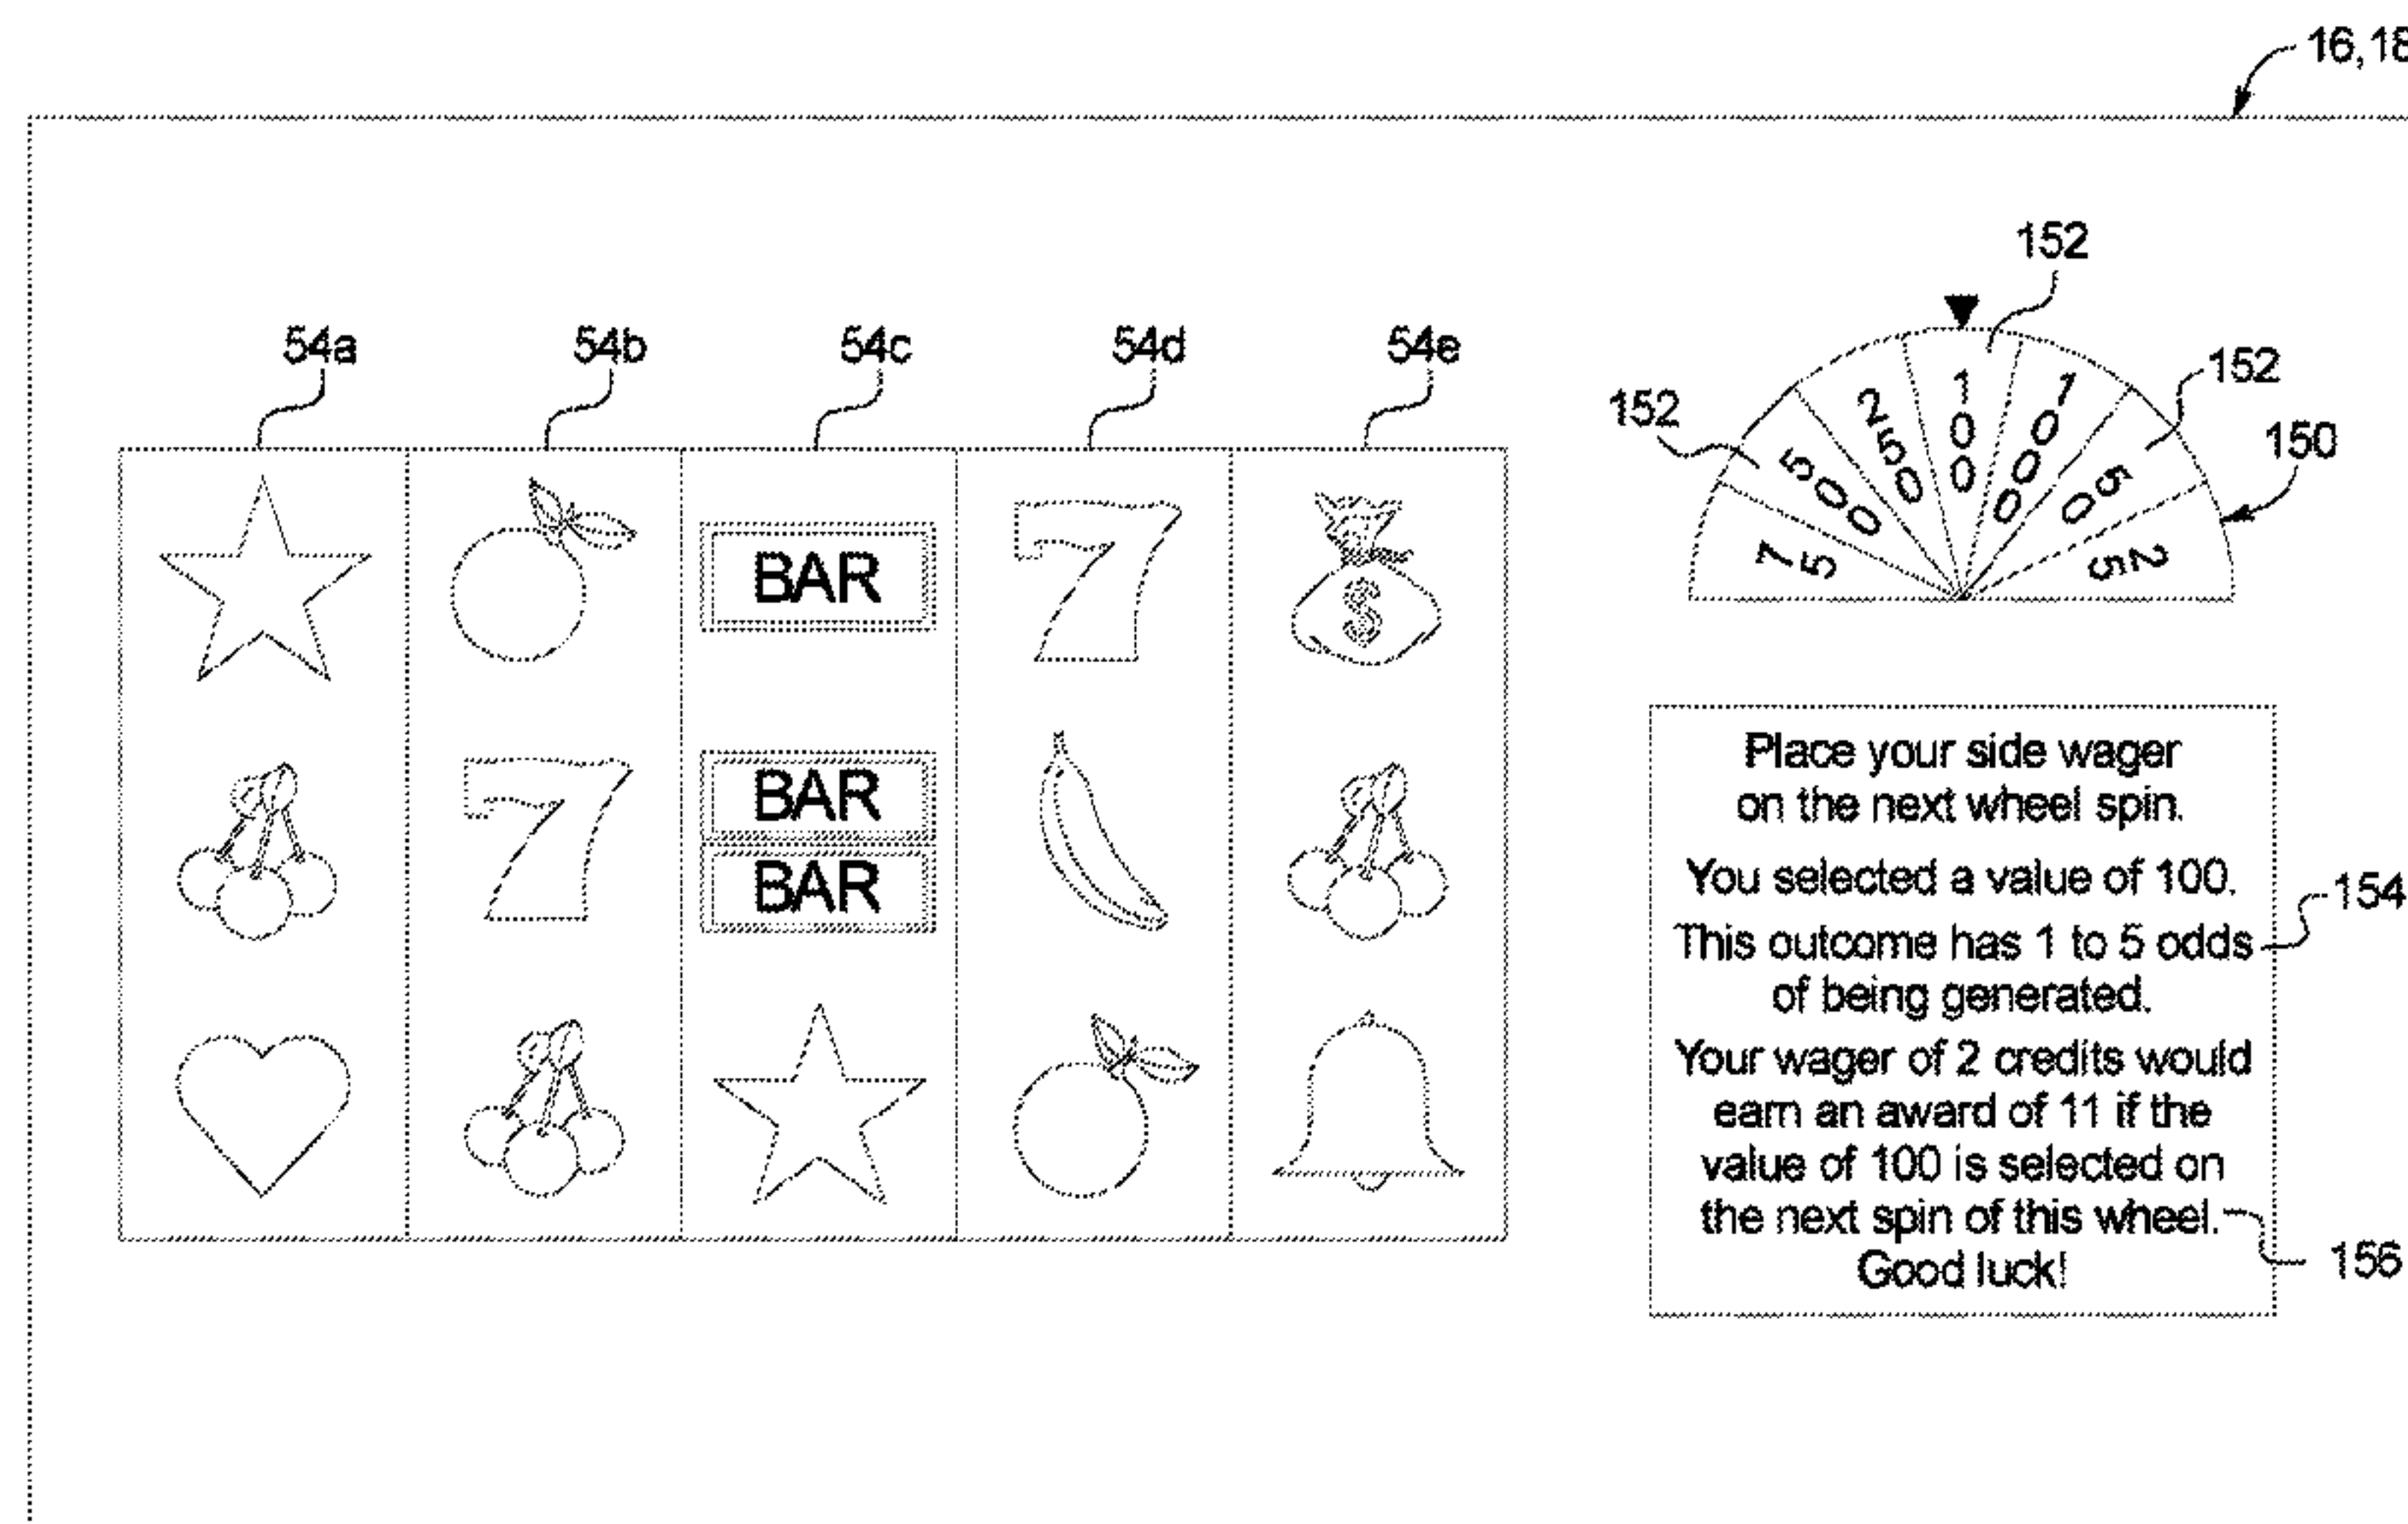 16,18
152
54a 54b 54c 54d 54e
152
152
150
75
500
250
100
1000
50
25
BAR
7
$
7
BAR
BAR
Place your side wager
on the next wheel spin.
You selected a value of 100.
This outcome has 1 to 5 odds
of being generated.
Your wager of 2 credits would
earn an award of 11 if the
value of 100 is selected on
the next spin of this wheel.
Good luck!
154
156